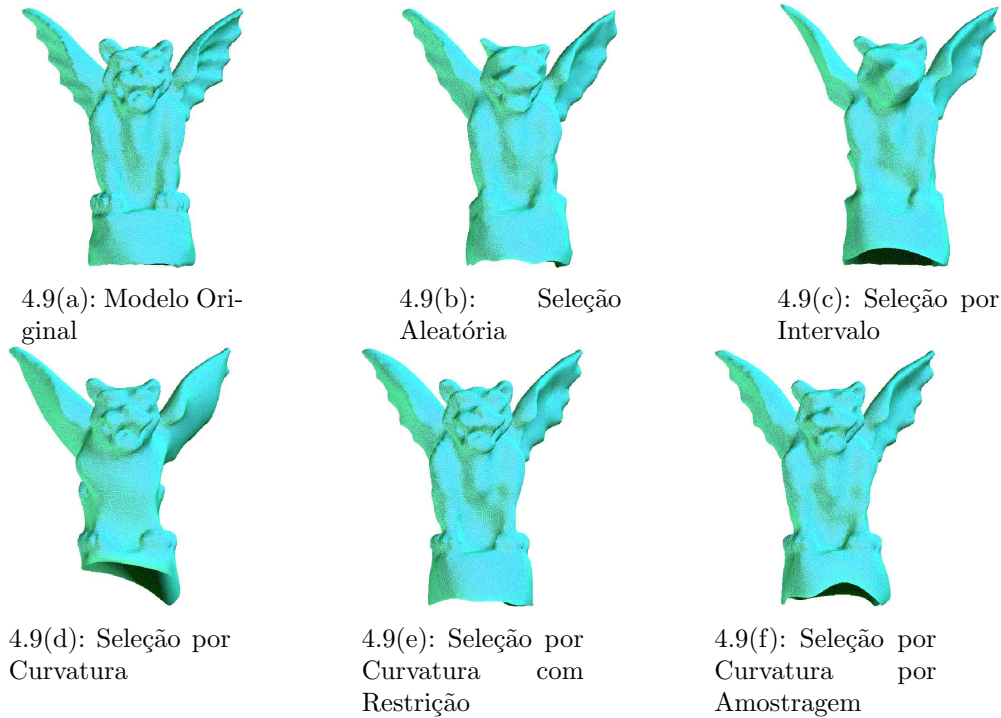 4.9(a): Modelo Ori-
ginal
4.9(b): Seleção
Aleatória
4.9(c): Seleção por
Intervalo
4.9(d): Seleção por
Curvatura
4.9(e): Seleção por
Curvatura com
Restrição
4.9(f): Seleção por
Curvatura por
Amostragem